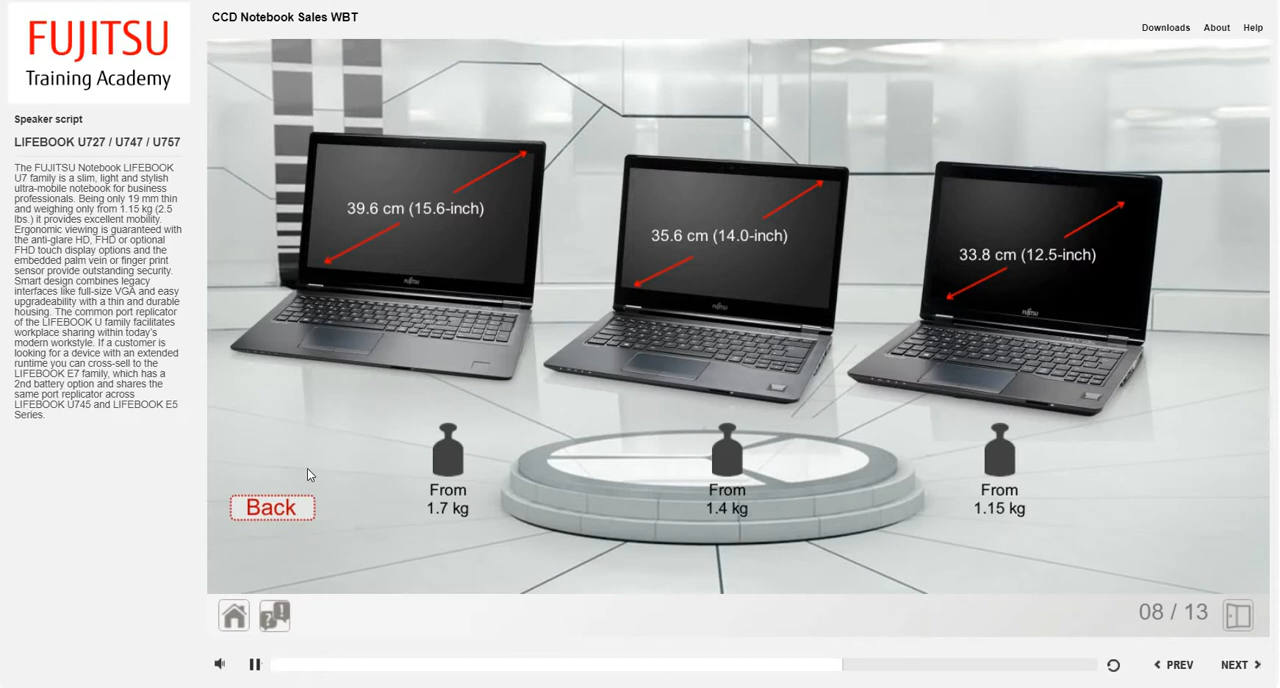 FUJITSU
Training Academy
CCD Notebook Sales WBT
Downloads
About
Help
Speaker script
LIFEBOOK U727 / U747 / U757
The FUJITSU Notebook LIFEBOOK
U7 family is a slim, light and stylish
ultra-mobile notebook for business
professionals. Being only 19 mm thin
and weighing only from 1.15 kg (2.5
lbs.) it provides excellent mobility.
Ergonomic viewing is guaranteed with
the anti-glare HD, FHD or optional
FHD touch display options and the
embedded palm vein or finger print
sensor provide outstanding security.
Smart design combines legacy
interfaces like full-size VGA and easy
upgradeability with a thin and durable
housing. The common port replicator
of the LIFEBOOK U family facilitates
workplace sharing within today's
modern workstyle. If a customer is
looking for a device with an extended
runtime you can cross-sell to the
LIFEBOOK E7 family, which has a
2nd battery option and shares the
same port replicator across
LIFEBOOK U745 and LIFEBOOK E5
Series.
39.6 cm (15.6-inch)
35.6 cm (14.0-inch)
33.8 cm (12.5-inch)
FUJITSU
FUJITSU
FUJITSU
From
1.7 kg
From
1.4 kg
From
1.15 kg
Back
08 / 13
PREV
NEXT